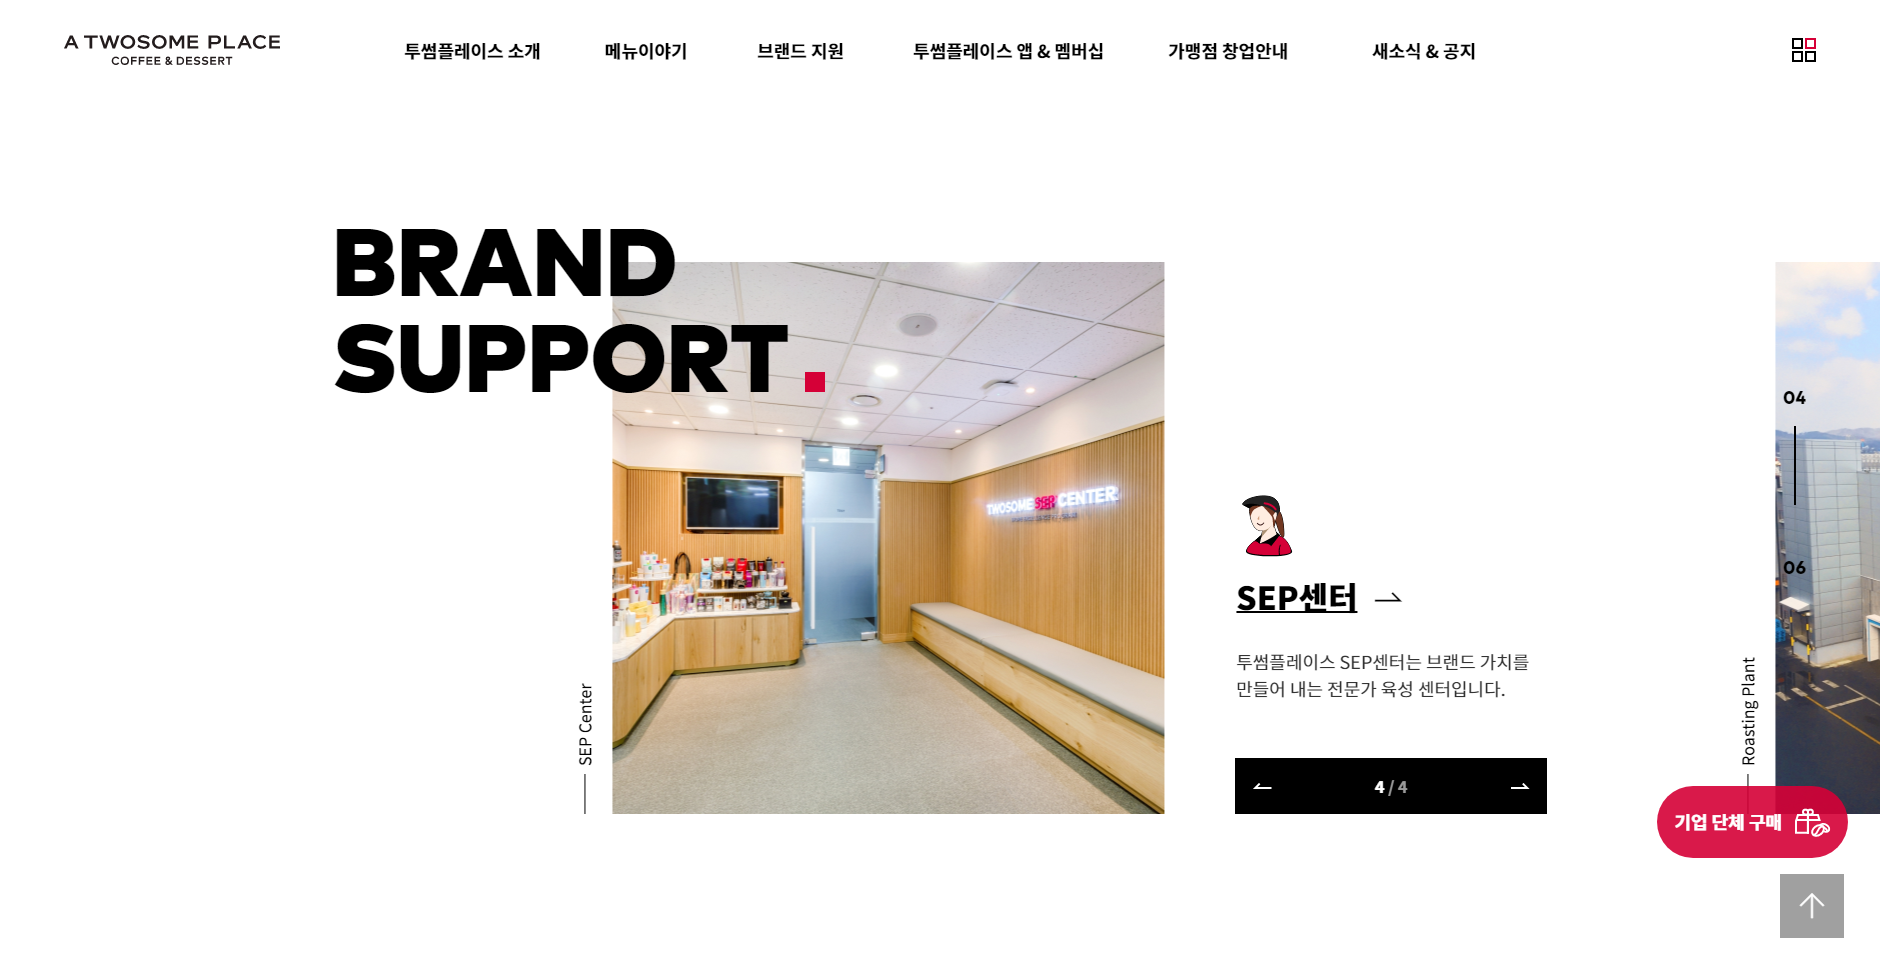 A TWOSOME PLACE
COFFEE & DESSERT
투썸플레이스 소개
메뉴이야기
브랜드 지원
투썸플레이스 앱 & 멤버십
가맹점 창업안내
새소식 & 공지
BRAND
SUPPORT.
TWOSOME SEP CENTER
SEP Center
SEP센터
투썸플레이스 SEP센터는 브랜드 가치를
만들어 내는 전문가 육성 센터입니다.
4 / 4
04
06
Roasting Plant
기업 단체 구매